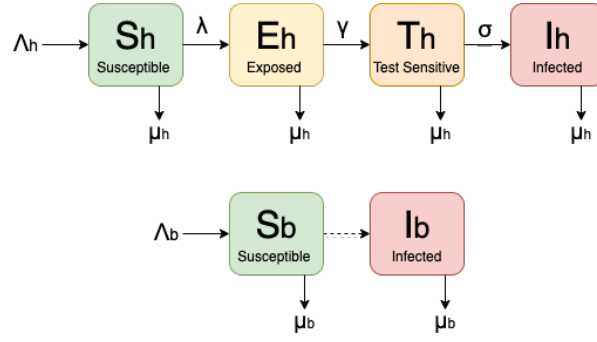 Λh Sh λ Eh γ Th σ Ih
Susceptible Exposed Test Sensitive Infected
μh μh μh μh
Λb Sb Ib
Susceptible Infected
μb μb